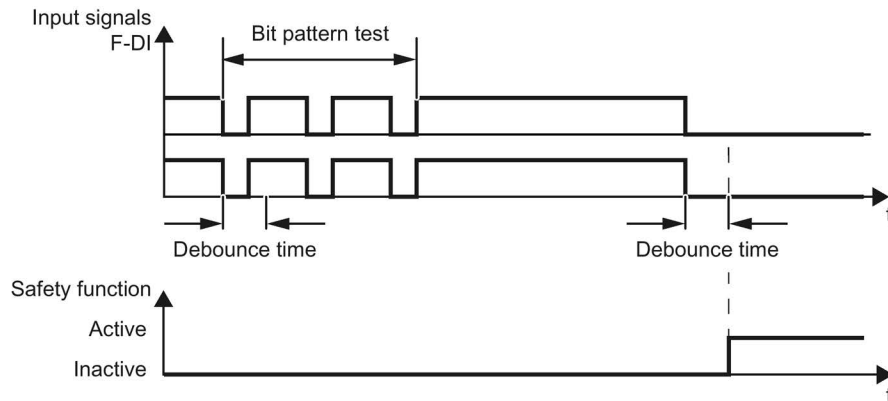 Input signals
F-DI
Bit pattern test
t
Debounce time
Debounce time
Safety function
Active
Inactive
t